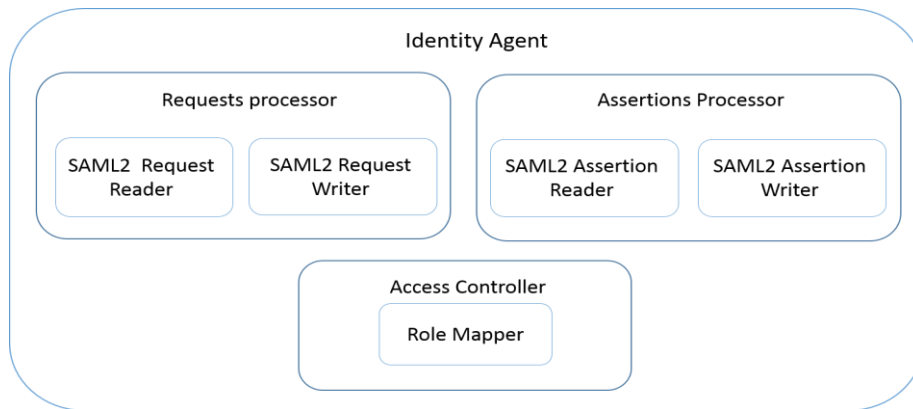 Identity Agent
Requests processor
Assertions Processor
SAML2 Request
Reader
SAML2 Request
Writer
SAML2 Assertion
Reader
SAML2 Assertion
Writer
Access Controller
Role Mapper